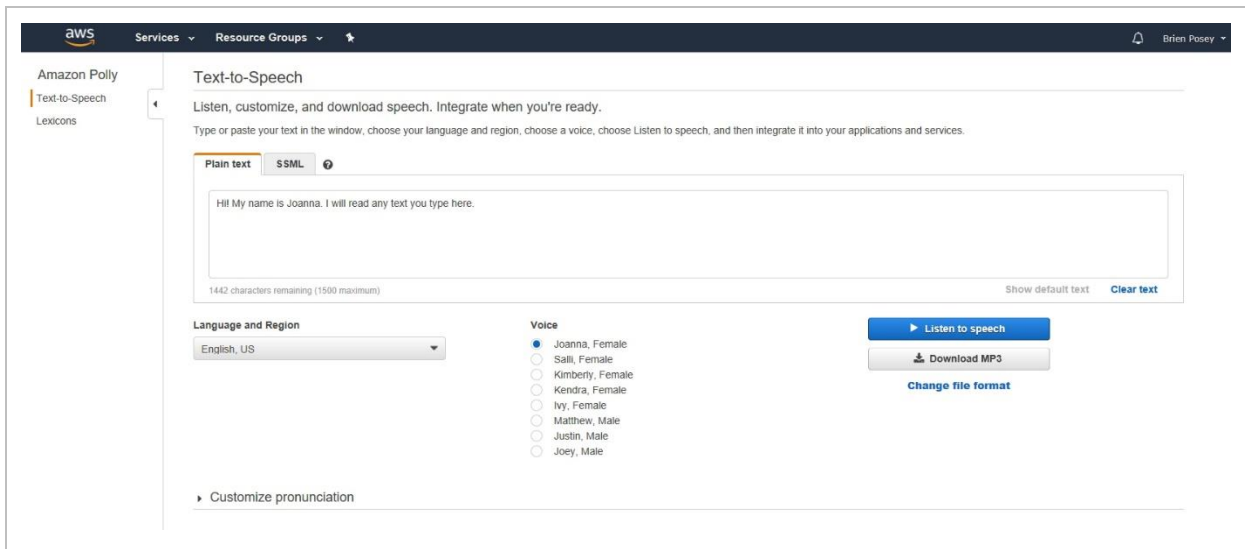 aws Services Resource Groups Brien Posey
Amazon Polly
Text-to-Speech
Lexicons
Text-to-Speech
Listen, customize, and download speech. Integrate when you're ready.
Type or paste your text in the window, choose your language and region, choose a voice, choose Listen to speech, and then integrate it into your applications and services.
Plain text SSML ?
Hi! My name is Joanna. I will read any text you type here.
1442 characters remaining (1500 maximum) Show default text Clear text
Language and Region
English, US
Voice
Joanna, Female
Salli, Female
Kimberly, Female
Kendra, Female
Ivy, Female
Matthew, Male
Justin, Male
Joey, Male
Listen to speech
Download MP3
Change file format
Customize pronunciation